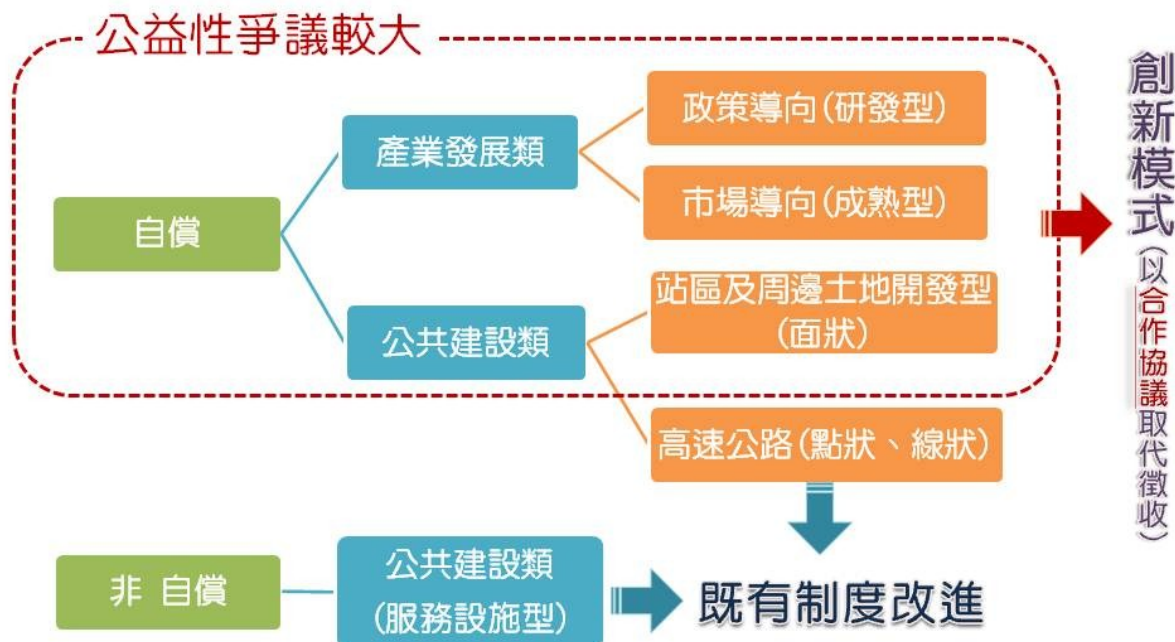 公益性爭議較大
自償
產業發展類
政策導向(研發型)
市場導向(成熟型)
公共建設類
站區及周邊土地開發型
(面狀)
高速公路(點狀、線狀)
創新模式(以合作協議取代徵收)
非 自償
公共建設類
(服務設施型)
既有制度改進